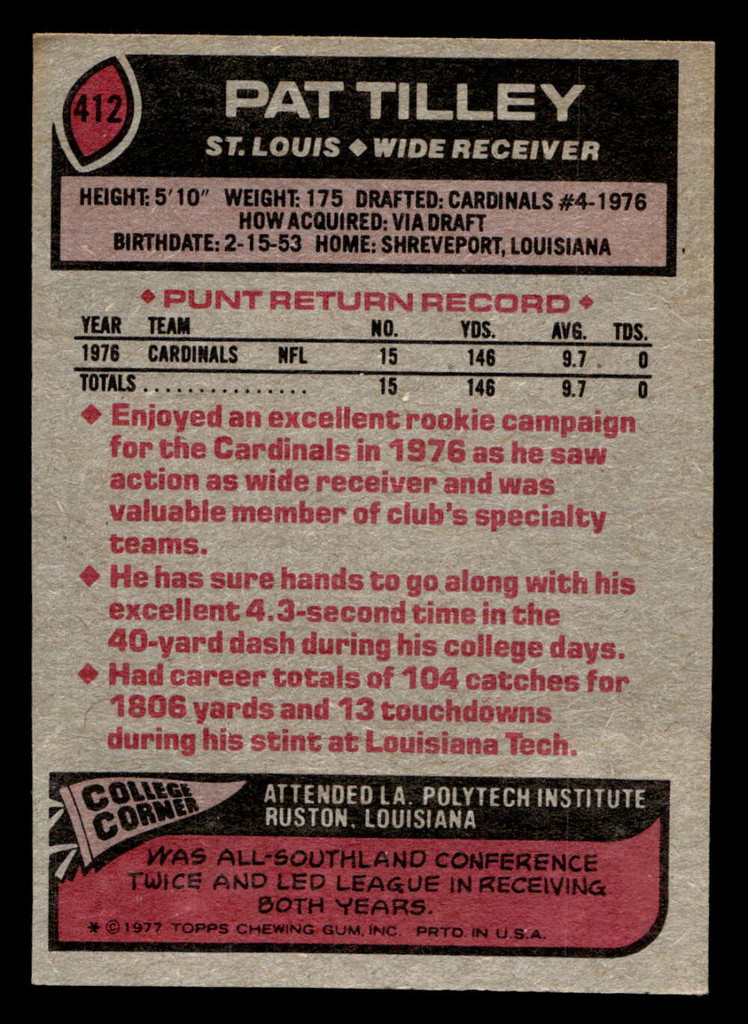 412
PAT TILLEY
ST. LOUIS ◆ WIDE RECEIVER
HEIGHT: 5'10" WEIGHT: 175 DRAFTED: CARDINALS #4-1976
HOW ACQUIRED: VIA DRAFT
BIRTHDATE: 2-15-53 HOME: SHREVEPORT, LOUISIANA
◆ PUNT RETURN RECORD ◆
YEAR TEAM NO. YDS. AVG. TDS.
1976 CARDINALS NFL 15 146 9.7 0
TOTALS . . . . . . . . . . . . . . . 15 146 9.7 0
◆ Enjoyed an excellent rookie campaign
for the Cardinals in 1976 as he saw
action as wide receiver and was
valuable member of club's specialty
teams.
◆ He has sure hands to go along with his
excellent 4.3-second time in the
40-yard dash during his college days.
◆ Had career totals of 104 catches for
1806 yards and 13 touchdowns
during his stint at Louisiana Tech.
COLLEGE
CORNER
ATTENDED LA. POLYTECH INSTITUTE
RUSTON, LOUISIANA
WAS ALL-SOUTHLAND CONFERENCE
TWICE AND LED LEAGUE IN RECEIVING
BOTH YEARS.
* © 1977 TOPPS CHEWING GUM, INC. PRTD. IN U.S.A.